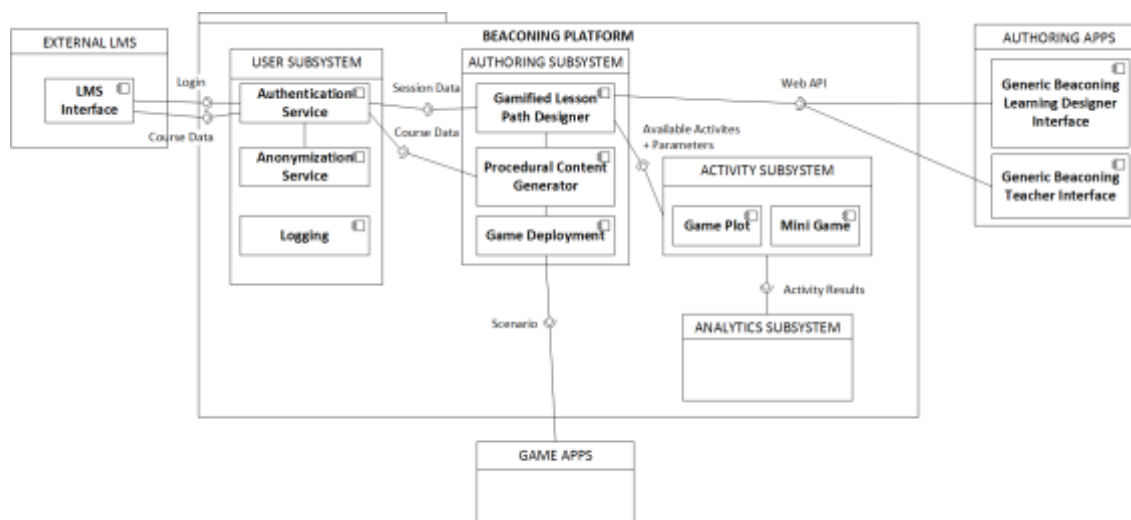 BEACONING PLATFORM
EXTERNAL LMS
LMS
Interface
Login
Course Data
USER SUBSYSTEM
Authentication
Service
Anonymization
Service
Logging
Session Data
Course Data
AUTHORING SUBSYSTEM
Gamified Lesson
Path Designer
Procedural Content
Generator
Game Deployment
Scenario
Web API
Available Activites
+ Parameters
ACTIVITY SUBSYSTEM
Game Plot
Mini Game
Activity Results
ANALYTICS SUBSYSTEM
AUTHORING APPS
Generic Beaconing
Learning Designer
Interface
Generic Beaconing
Teacher Interface
GAME APPS